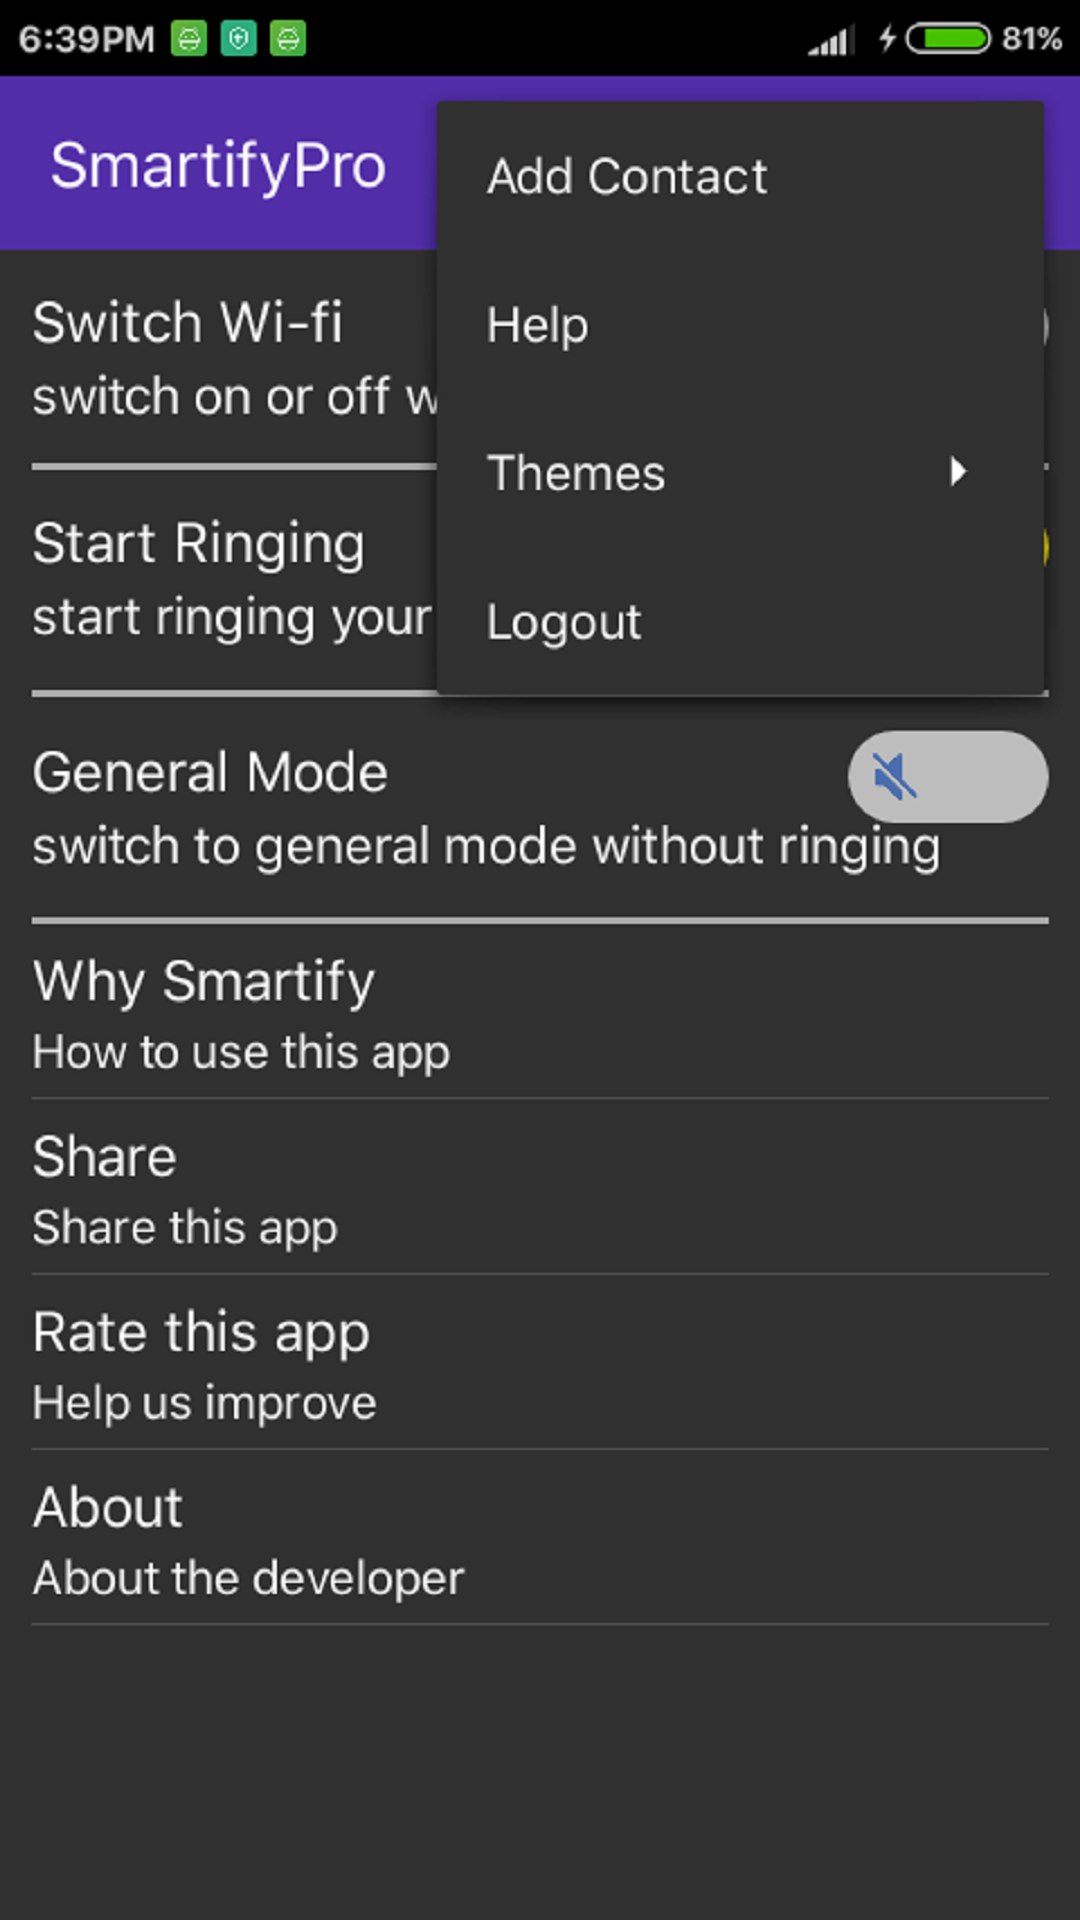 6:39PM
81%
SmartifyPro
Add Contact
Help
Themes
Logout
Switch Wi-fi
switch on or off
Start Ringing
start ringing your
General Mode
switch to general mode without ringing
Why Smartify
How to use this app
Share
Share this app
Rate this app
Help us improve
About
About the developer